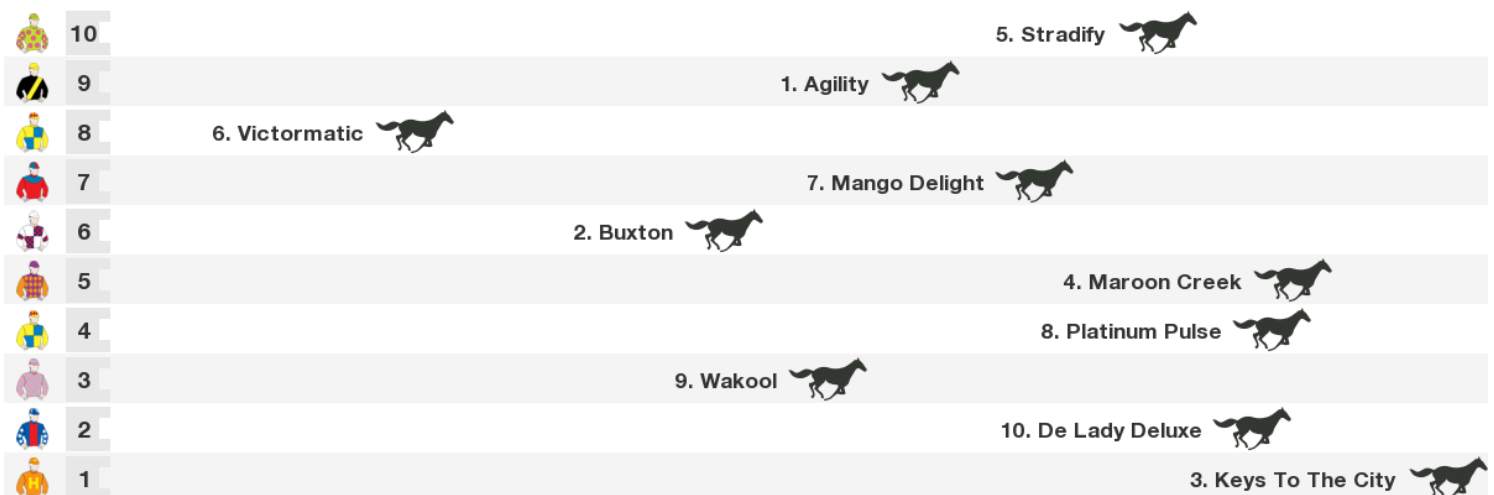 10 5. Stradify
9 1. Agility
8 6. Victormatic
7 7. Mango Delight
6 2. Buxton
5 4. Maroon Creek
4 8. Platinum Pulse
3 9. Wakool
2 10. De Lady Deluxe
1 3. Keys To The City
H